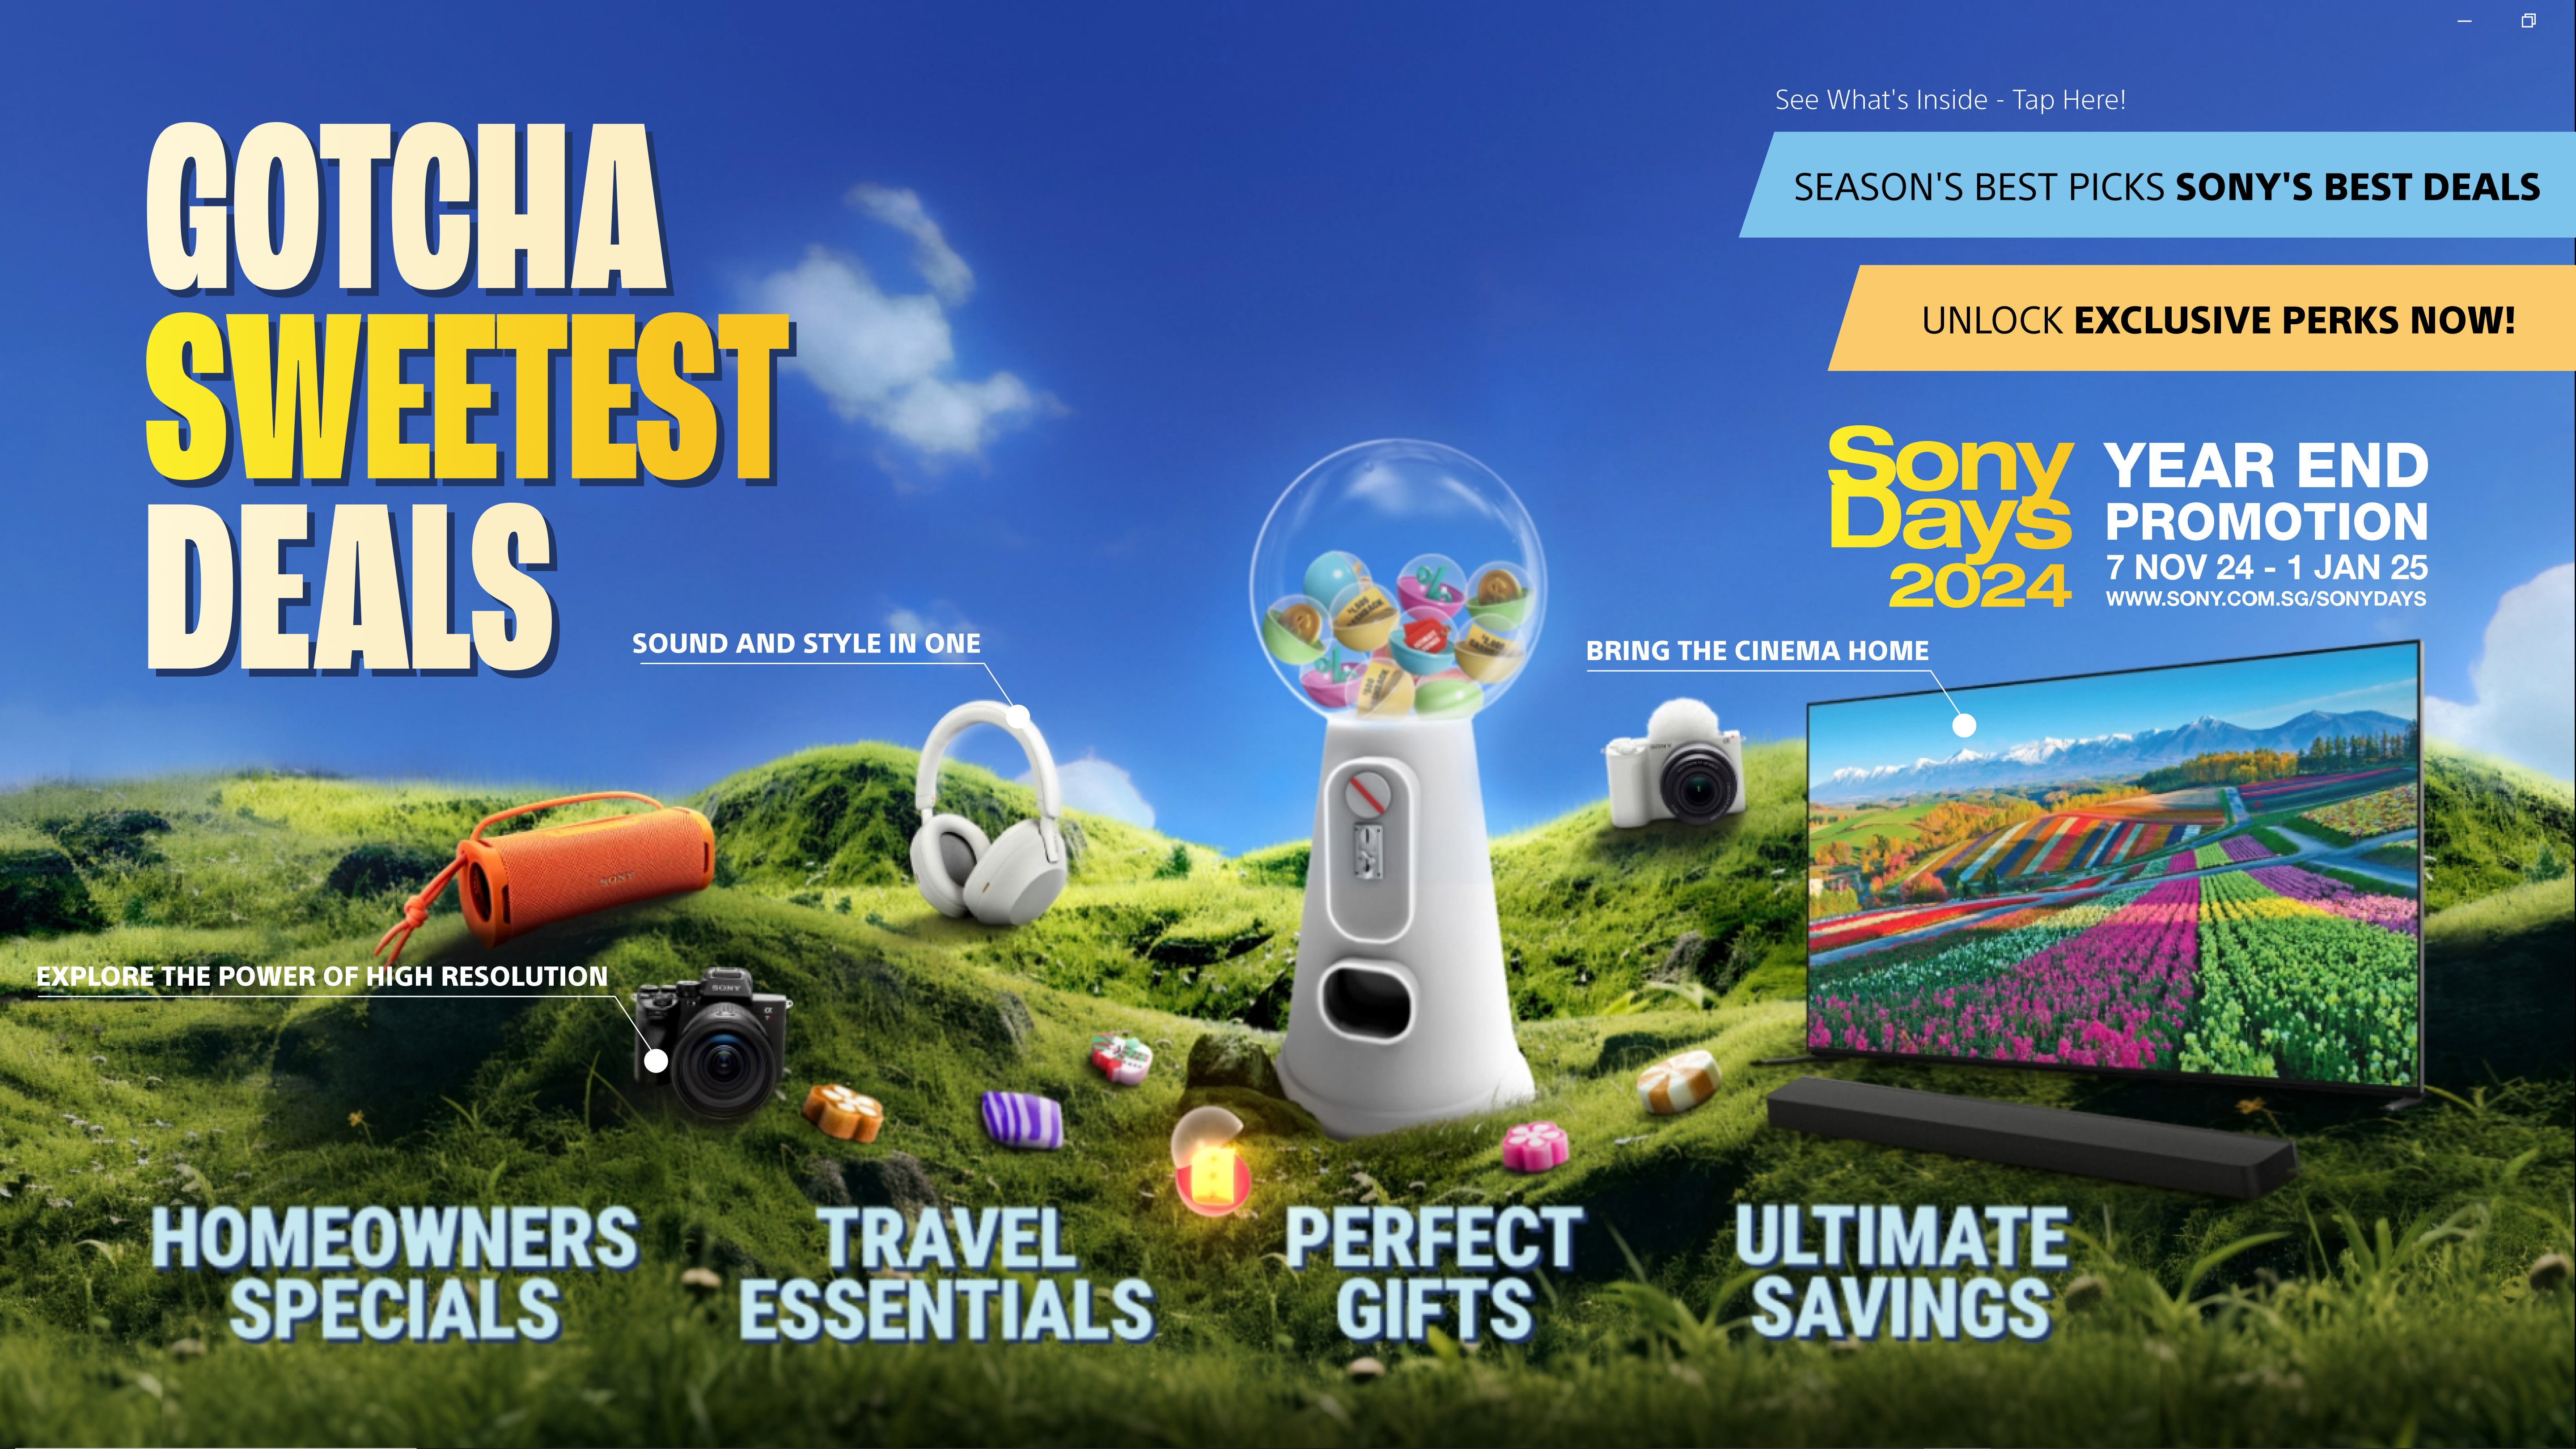 See What's Inside - Tap Here!
SEASON'S BEST PICKS SONY'S BEST DEALS
UNLOCK EXCLUSIVE PERKS NOW!
GOTCHA
SWEETEST
DEALS
Sony
Days
2024
YEAR END
PROMOTION
7 NOV 24 - 1 JAN 25
WWW.SONY.COM.SG/SONYDAYS
SOUND AND STYLE IN ONE
BRING THE CINEMA HOME
SONY
SONY
EXPLORE THE POWER OF HIGH RESOLUTION
SONY
HOMEOWNERS
SPECIALS
TRAVEL
ESSENTIALS
PERFECT
GIFTS
ULTIMATE
SAVINGS